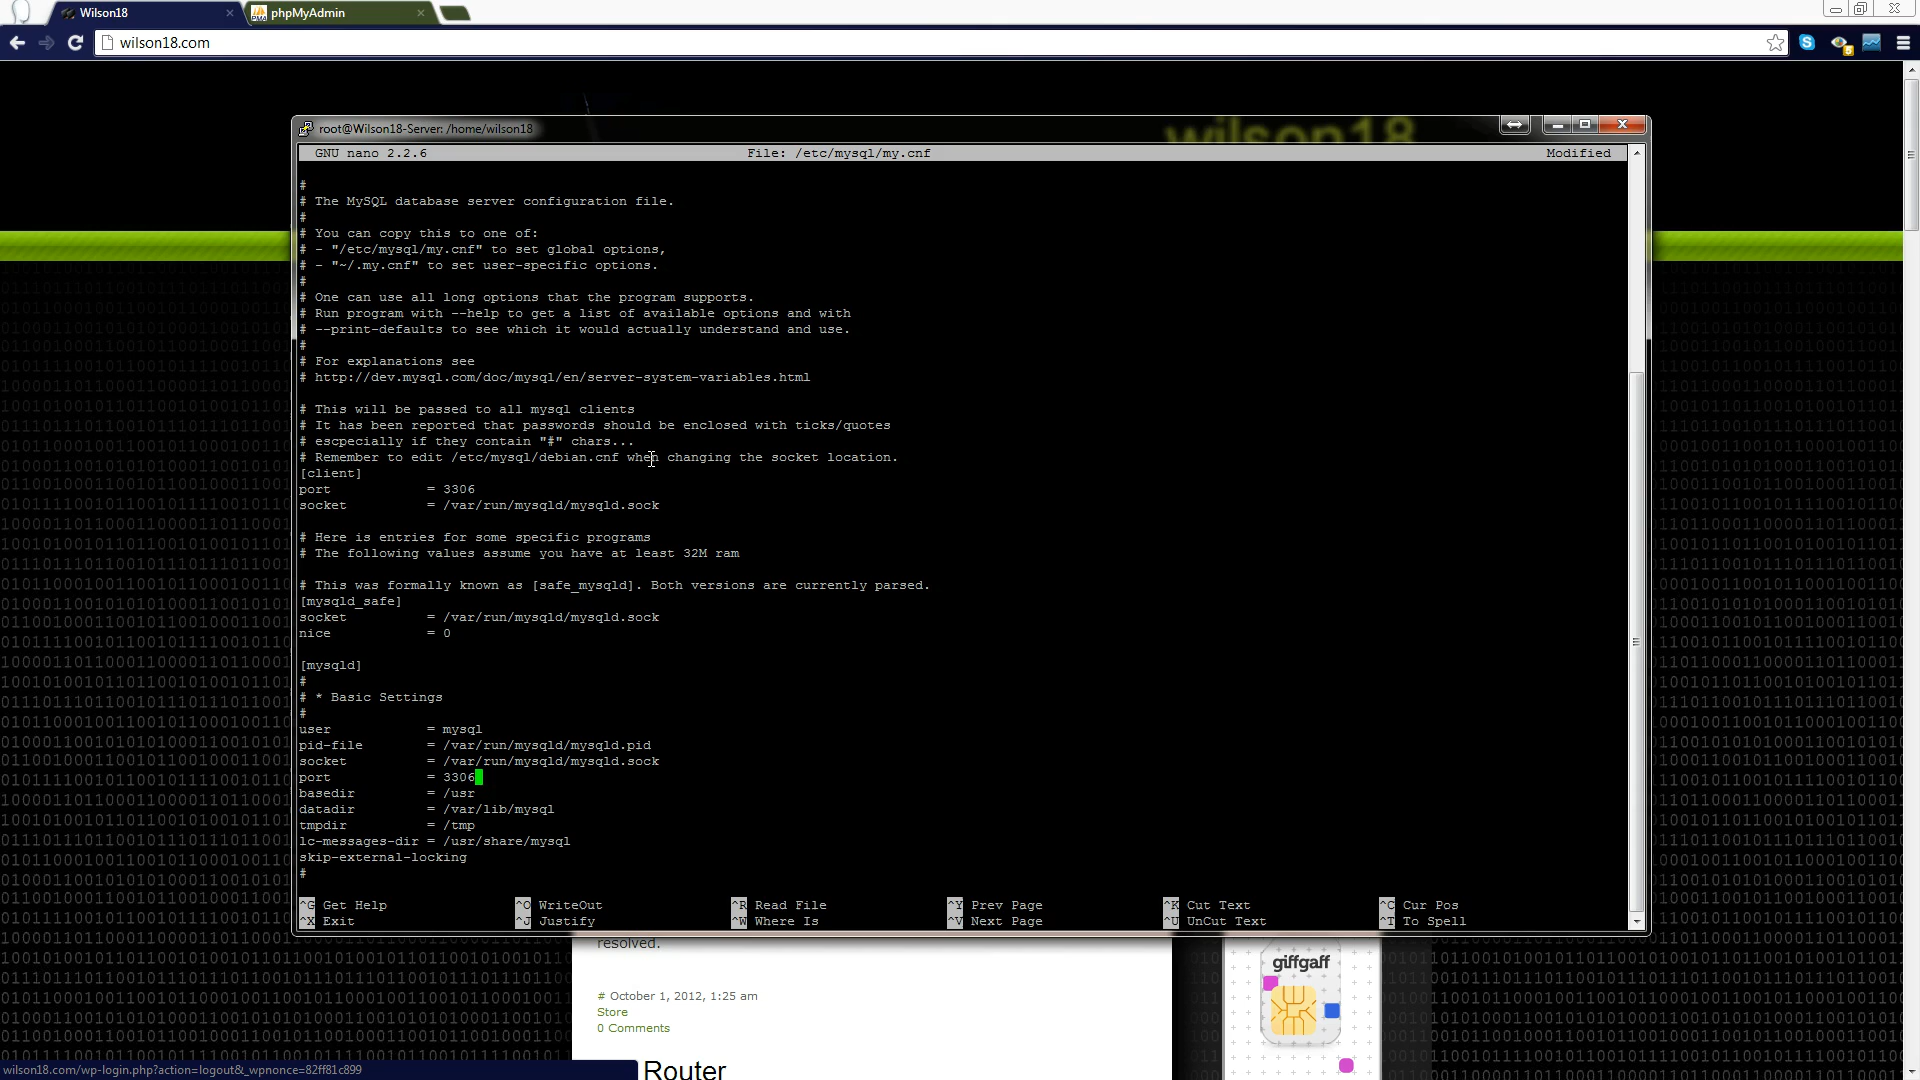 Wilson18
phpMyAdmin
wilson18.com
wilson18
root@Wilson18-Server: /home/wilson18
GNU nano 2.2.6 File: /etc/mysql/my.cnf Modified
#
# The MySQL database server configuration file.
#
# You can copy this to one of:
# - "/etc/mysql/my.cnf" to set global options,
# - "~/.my.cnf" to set user-specific options.
#
# One can use all long options that the program supports.
# Run program with --help to get a list of available options and with
# --print-defaults to see which it would actually understand and use.
#
# For explanations see
# http://dev.mysql.com/doc/mysql/en/server-system-variables.html
# This will be passed to all mysql clients
# It has been reported that passwords should be enclosed with ticks/quotes
# escpecially if they contain "#" chars...
# Remember to edit /etc/mysql/debian.cnf when changing the socket location.
[client]
port = 3306
socket = /var/run/mysqld/mysqld.sock
# Here is entries for some specific programs
# The following values assume you have at least 32M ram
# This was formally known as [safe_mysqld]. Both versions are currently parsed.
[mysqld_safe]
socket = /var/run/mysqld/mysqld.sock
nice = 0
[mysqld]
#
# * Basic Settings
#
user = mysql
pid-file = /var/run/mysqld/mysqld.pid
socket = /var/run/mysqld/mysqld.sock
port = 3306
basedir = /usr
datadir = /var/lib/mysql
tmpdir = /tmp
lc-messages-dir = /usr/share/mysql
skip-external-locking
#
^G Get Help ^O WriteOut ^R Read File ^Y Prev Page ^K Cut Text ^C Cur Pos
^X Exit ^J Justify ^W Where Is ^V Next Page ^U UnCut Text ^T To Spell
resolved.
giffgaff
# October 1, 2012, 1:25 am
Store
0 Comments
Router
wilson18.com/wp-login.php?action=logout&_wpnonce=82ff81c899